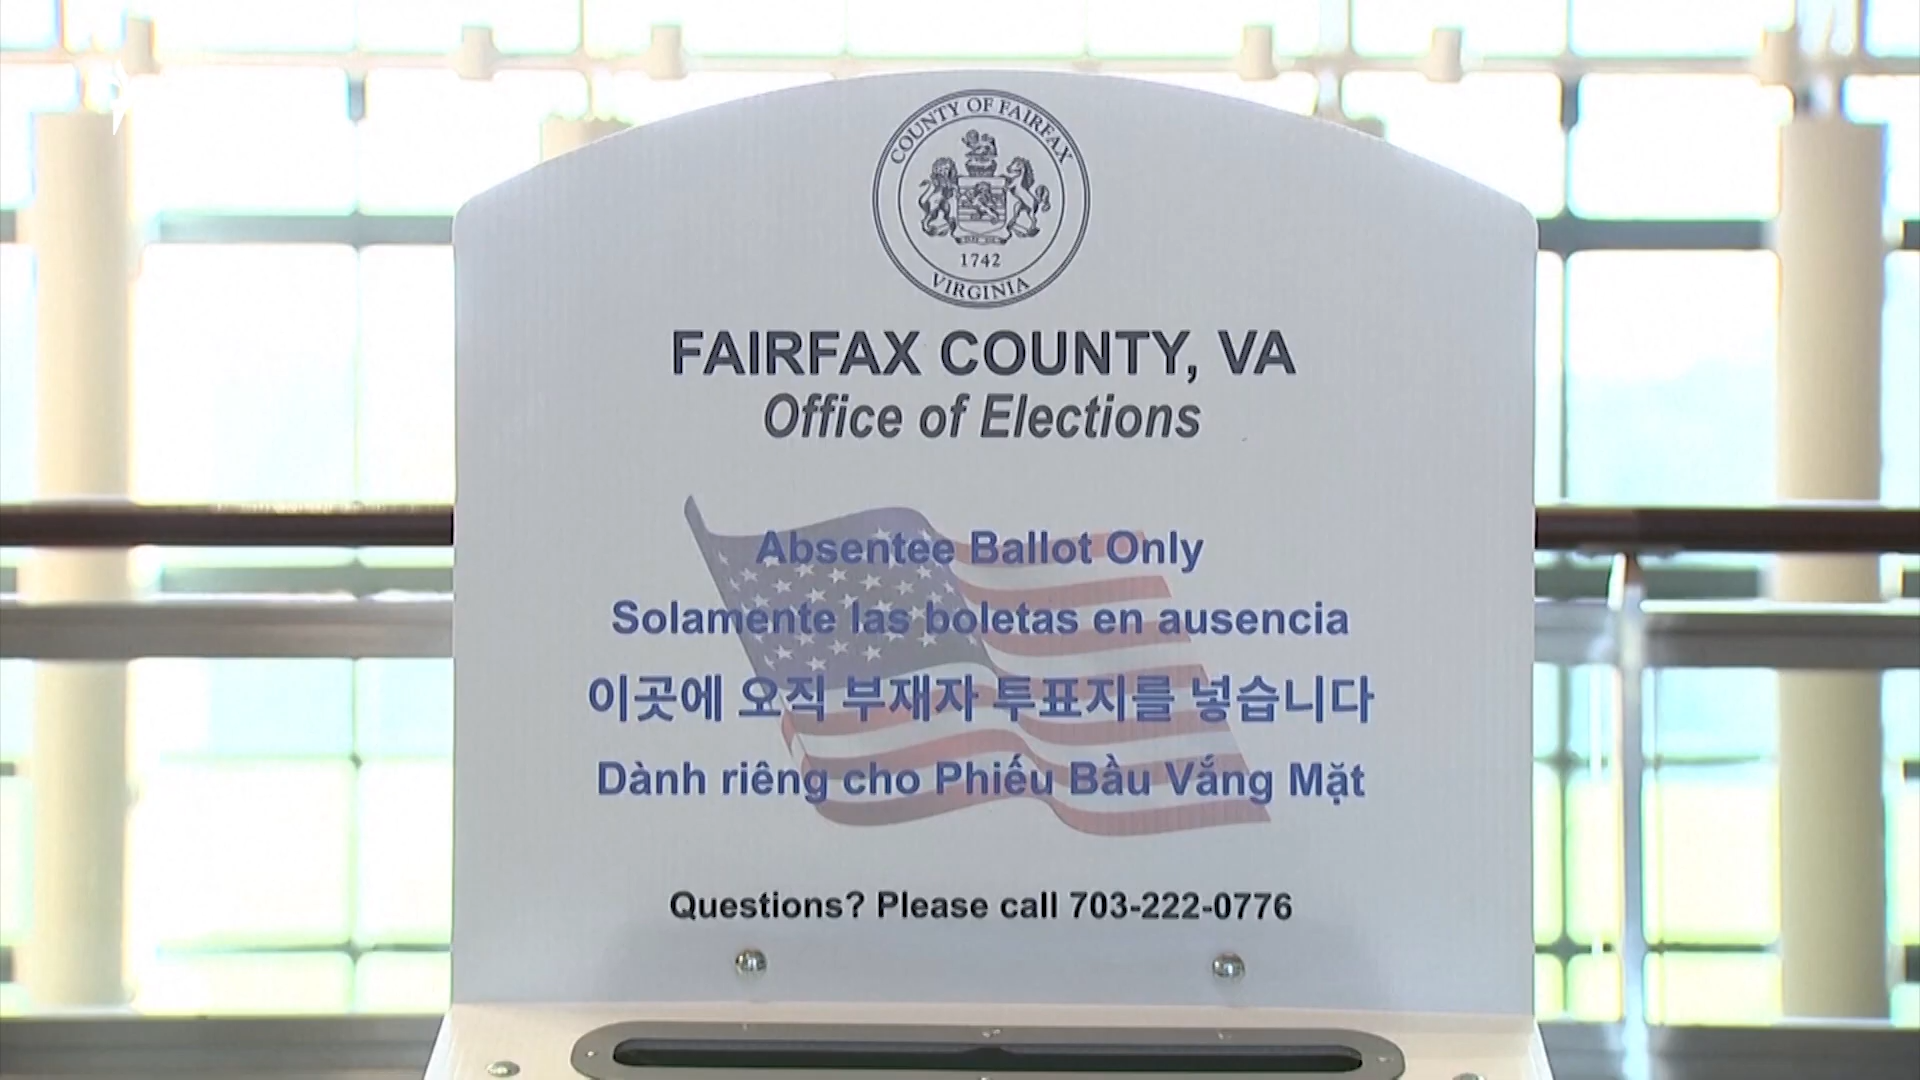 COUNTY OF FAIRFAX
1742
VIRGINIA
FAIRFAX COUNTY, VA
Office of Elections
Absentee Ballot Only
Solamente las boletas en ausencia
이곳에 오직 부재자 투표지를 넣습니다
Dành riêng cho Phiếu Bầu Vắng Mặt
Questions? Please call 703-222-0776